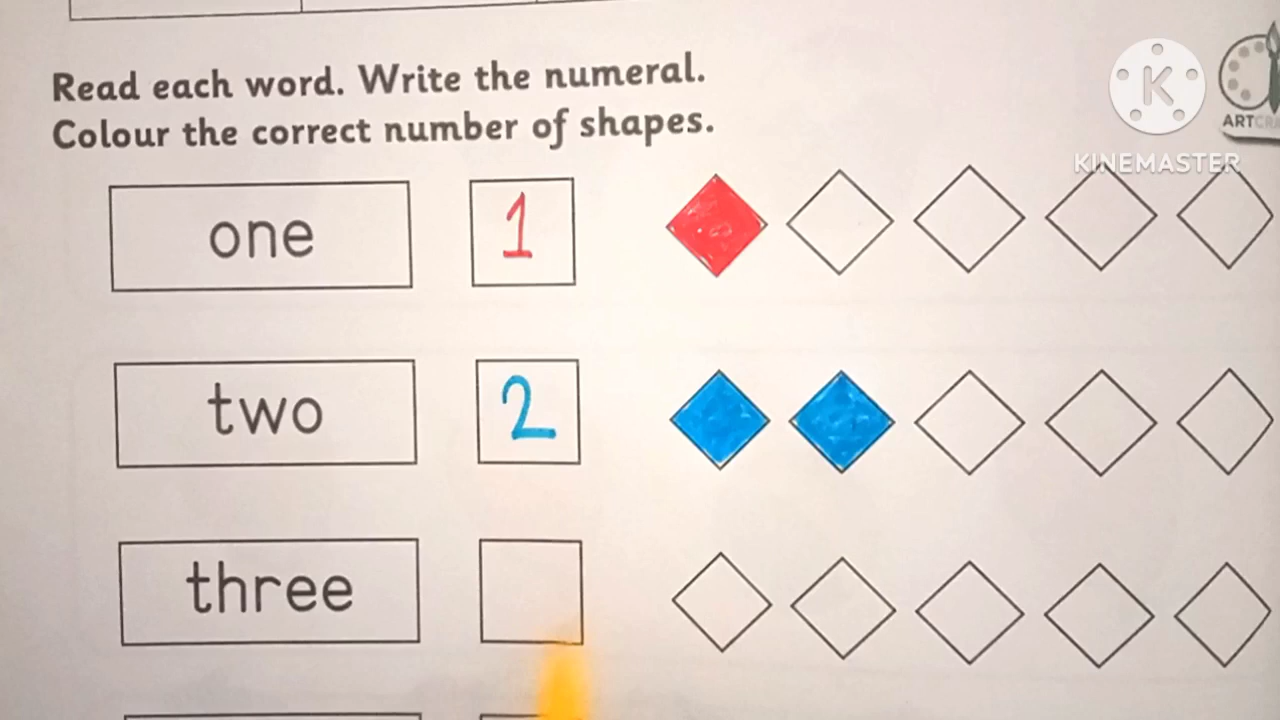 Read each word. Write the numeral.
Colour the correct number of shapes.
K
KINEMASTER
one
1
two
2
three